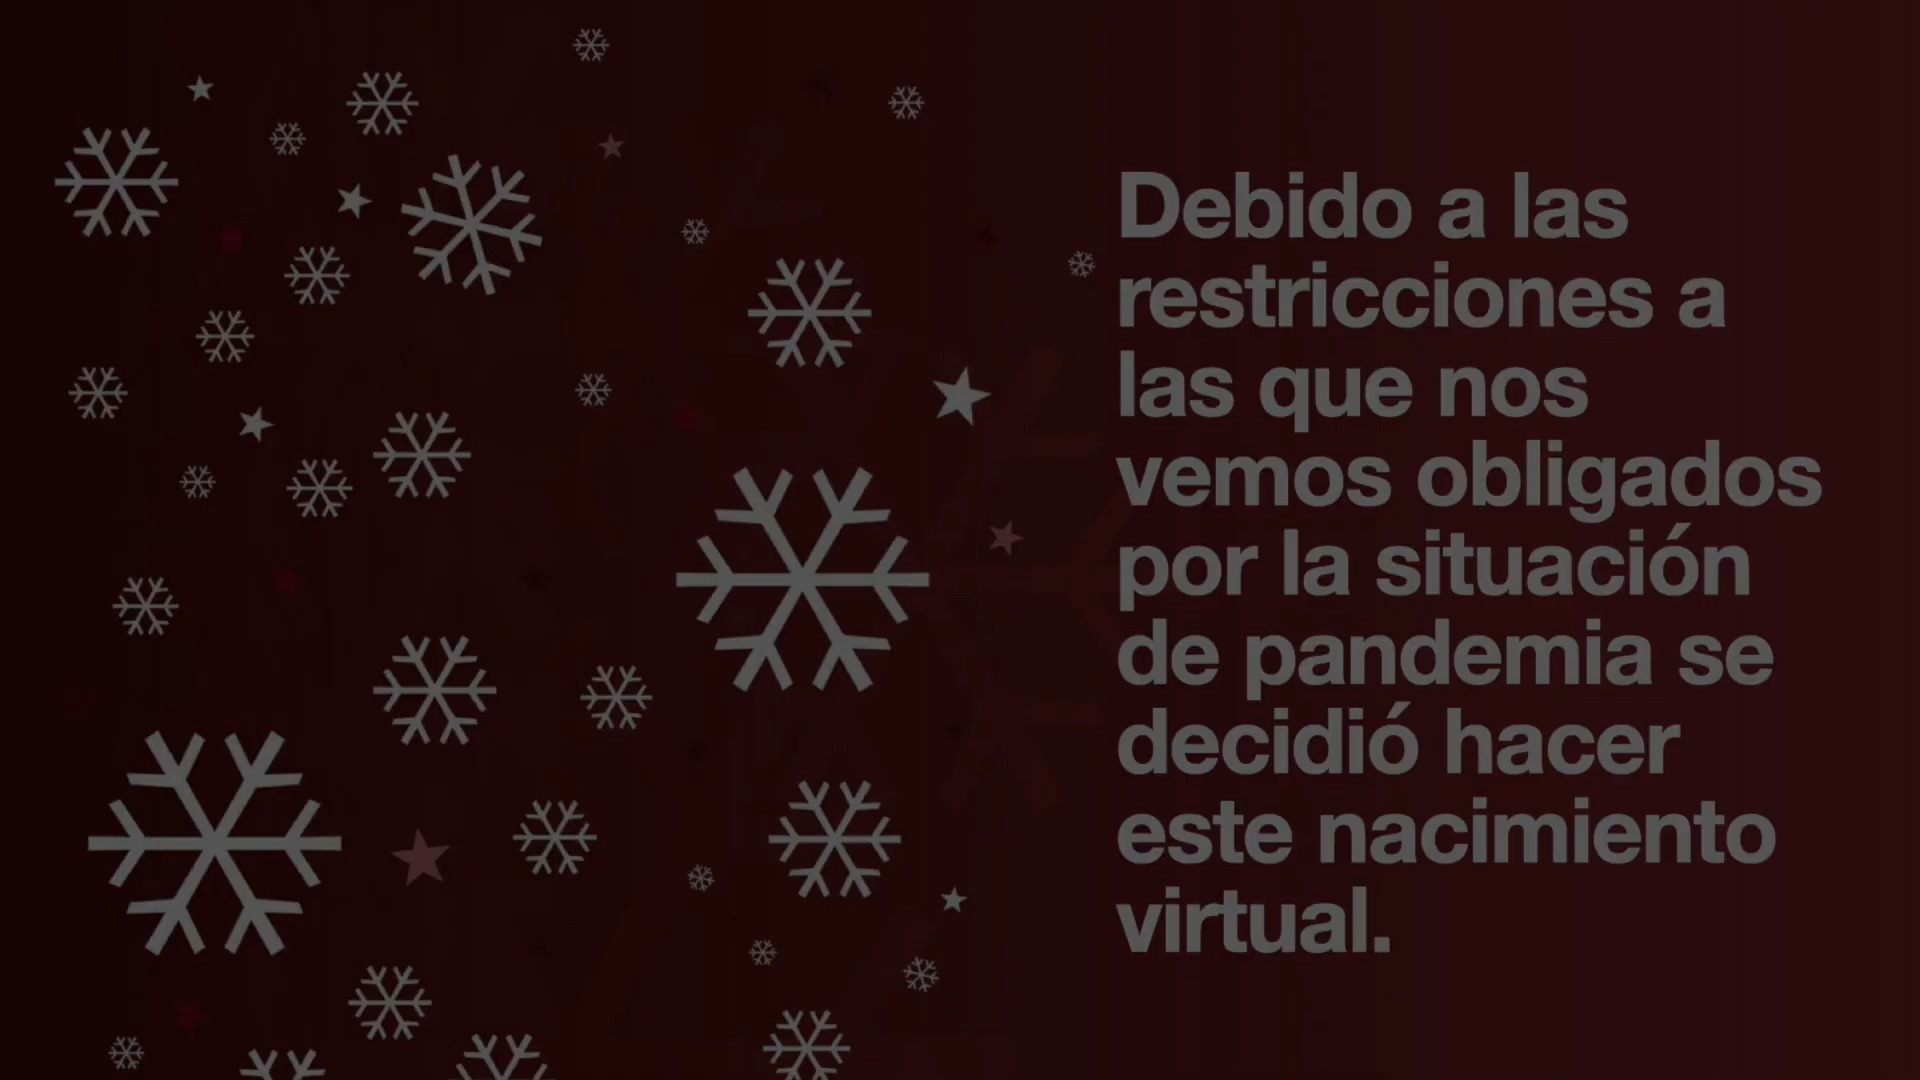 Debido a las
restricciones a
las que nos
vemos obligados
por la situación
de pandemia se
decidió hacer
este nacimiento
virtual.